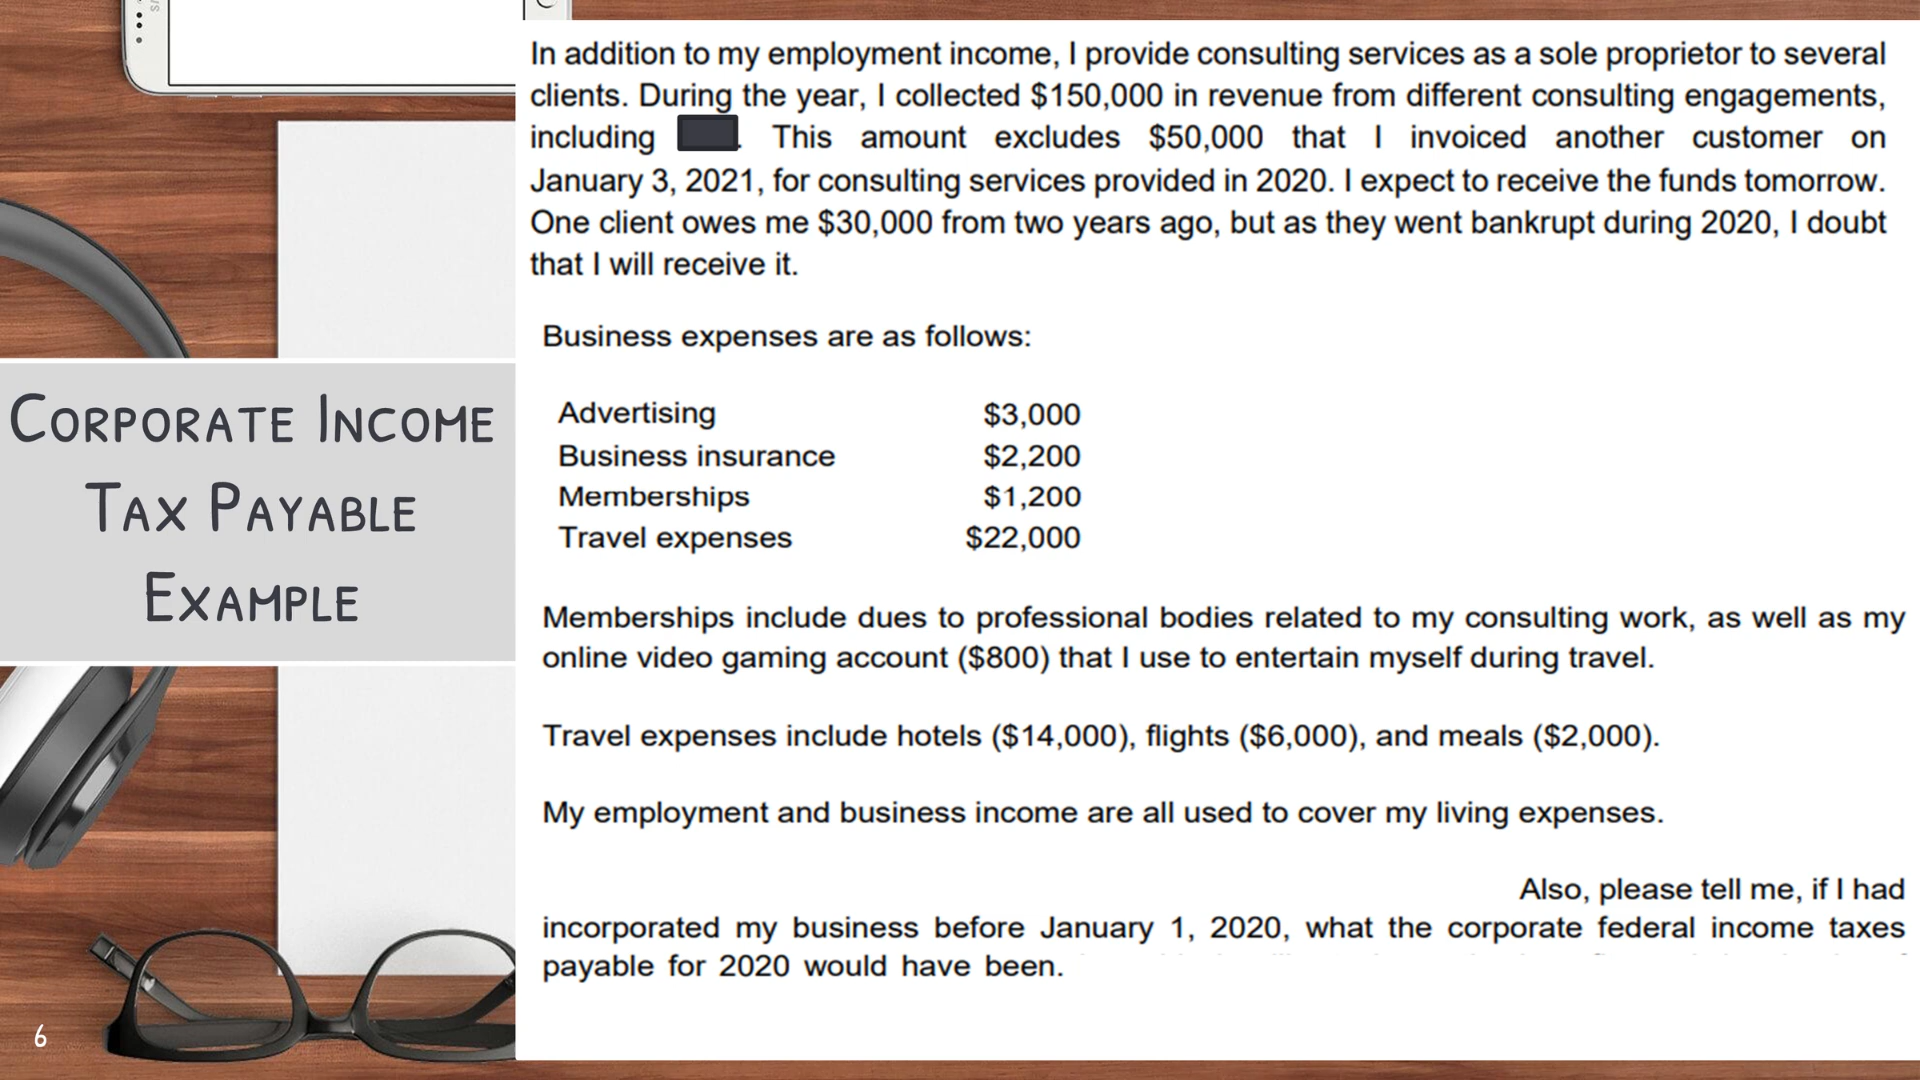 In addition to my employment income, I provide consulting services as a sole proprietor to several
clients. During the year, I collected $150,000 in revenue from different consulting engagements,
including . This amount excludes $50,000 that I invoiced another customer on
January 3, 2021, for consulting services provided in 2020. I expect to receive the funds tomorrow.
One client owes me $30,000 from two years ago, but as they went bankrupt during 2020, I doubt
that I will receive it.
Business expenses are as follows:
Advertising $3,000
Business insurance $2,200
Memberships $1,200
Travel expenses $22,000
Memberships include dues to professional bodies related to my consulting work, as well as my
online video gaming account ($800) that I use to entertain myself during travel.
Travel expenses include hotels ($14,000), flights ($6,000), and meals ($2,000).
My employment and business income are all used to cover my living expenses.
Also, please tell me, if I had
incorporated my business before January 1, 2020, what the corporate federal income taxes
payable for 2020 would have been.
Corporate Income
Tax Payable
Example
6